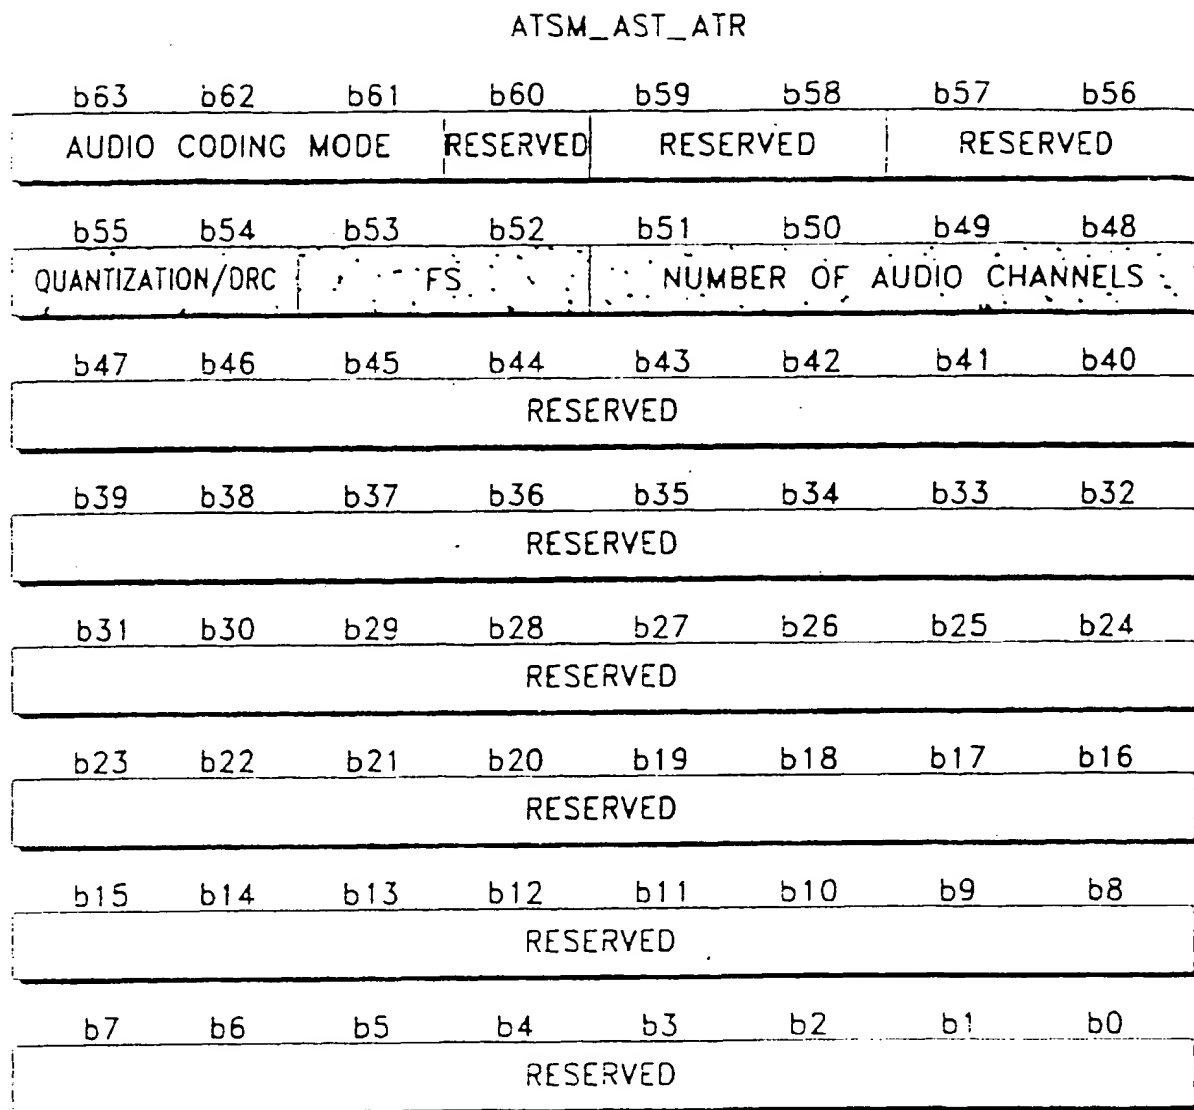 ATSM_AST_ATR
b63 b62 b61 b60 b59 b58 b57 b56
AUDIO CODING MODE RESERVED RESERVED RESERVED
b55 b54 b53 b52 b51 b50 b49 b48
QUANTIZATION/DRC FS NUMBER OF AUDIO CHANNELS
b47 b46 b45 b44 b43 b42 b41 b40
RESERVED
b39 b38 b37 b36 b35 b34 b33 b32
RESERVED
b31 b30 b29 b28 b27 b26 b25 b24
RESERVED
b23 b22 b21 b20 b19 b18 b17 b16
RESERVED
b15 b14 b13 b12 b11 b10 b9 b8
RESERVED
b7 b6 b5 b4 b3 b2 b1 b0
RESERVED